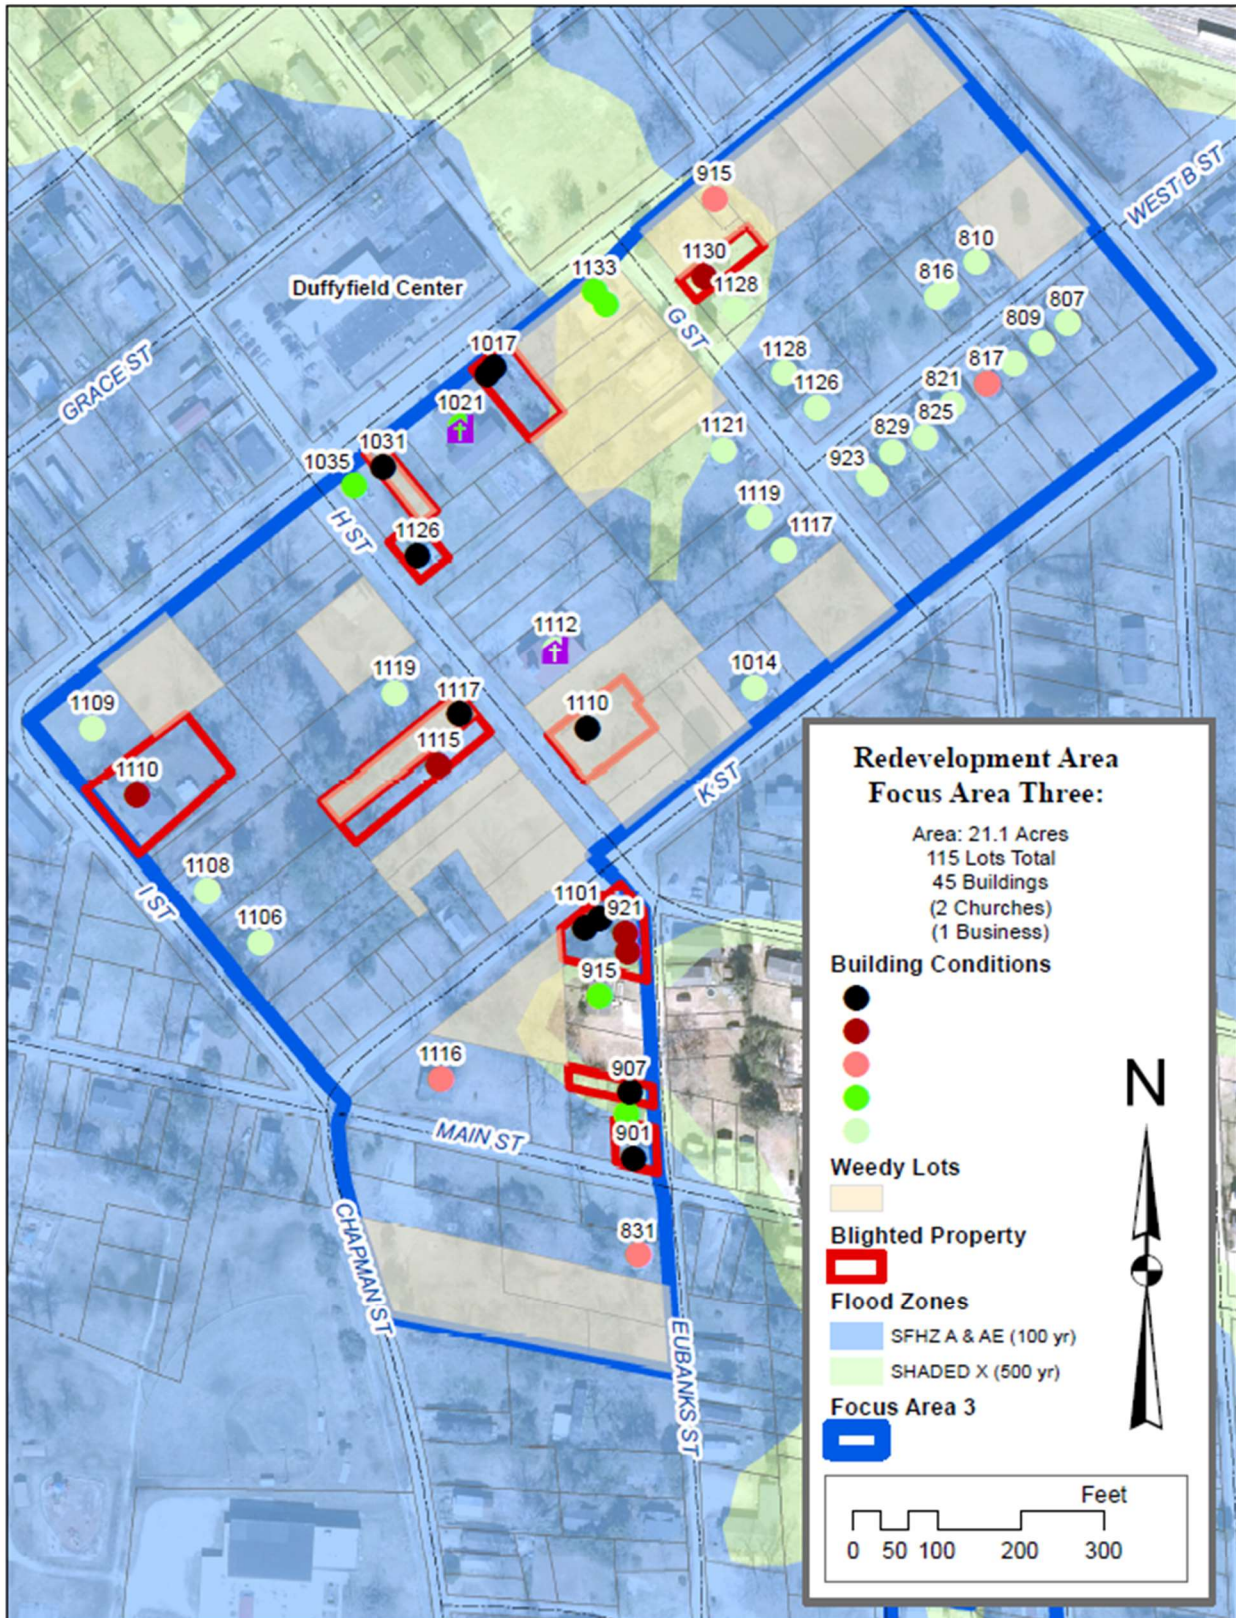 915
WEST B ST
810
1130
1133
1128
816
Duffyfield Center
807
G ST
809
1017
1128
817
GRACE ST
1126
821
1021
825
1121
1031
829
1035
923
1119
H ST
1126
1117
1112
1014
1119
1109
1117
1110
1115
1110
K ST
1108
I ST
1106
1101
921
915
1116
907
MAIN ST
901
CHAPMAN ST
831
EUBANKS ST
Redevelopment Area
Focus Area Three:
Area: 21.1 Acres
115 Lots Total
45 Buildings
(2 Churches)
(1 Business)
Building Conditions
Weedy Lots
Blighted Property
Flood Zones
SFHZ A & AE (100 yr)
SHADED X (500 yr)
Focus Area 3
N
Feet
0 50 100 200 300